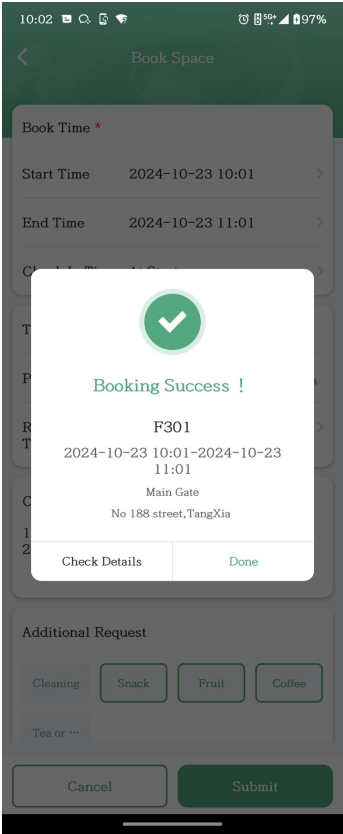 10:02
5G+
97%
Book Space
Book Time *
Start Time 2024-10-23 10:01
End Time 2024-10-23 11:01
Booking Success !
F301
2024-10-23 10:01-2024-10-23
11:01
Main Gate
No 188 street,TangXia
Check Details Done
Additional Request
Cleaning Snack Fruit Coffee
Tea or ···
Cancel Submit